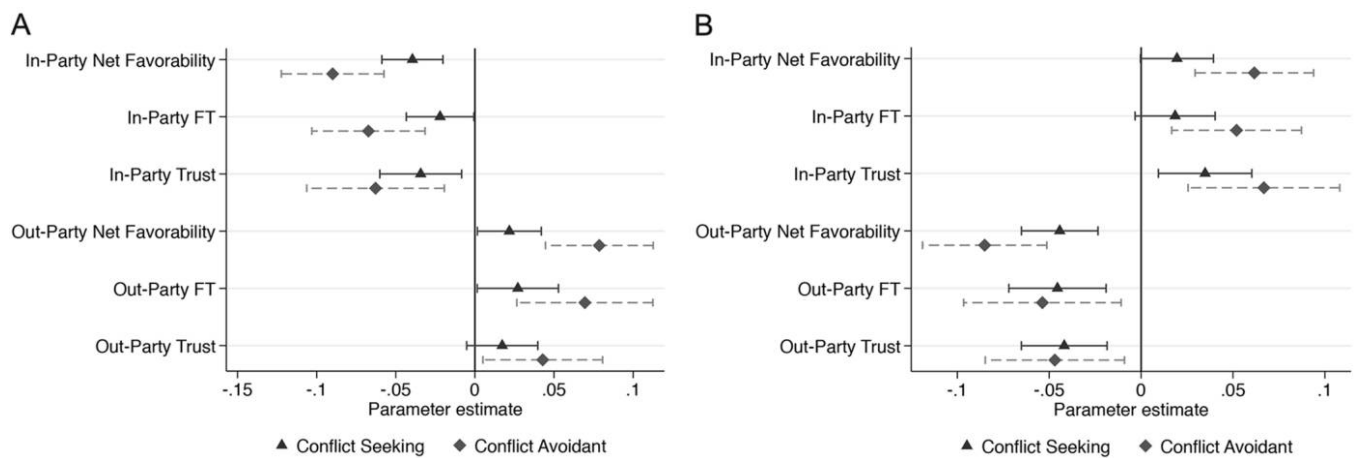 A
In-Party Net Favorability
In-Party FT
In-Party Trust
Out-Party Net Favorability
Out-Party FT
Out-Party Trust
-.15 -.1 -.05 0 .05 .1
Parameter estimate
Conflict Seeking Conflict Avoidant
B
In-Party Net Favorability
In-Party FT
In-Party Trust
Out-Party Net Favorability
Out-Party FT
Out-Party Trust
-.1 -.05 0 .05 .1
Parameter estimate
Conflict Seeking Conflict Avoidant